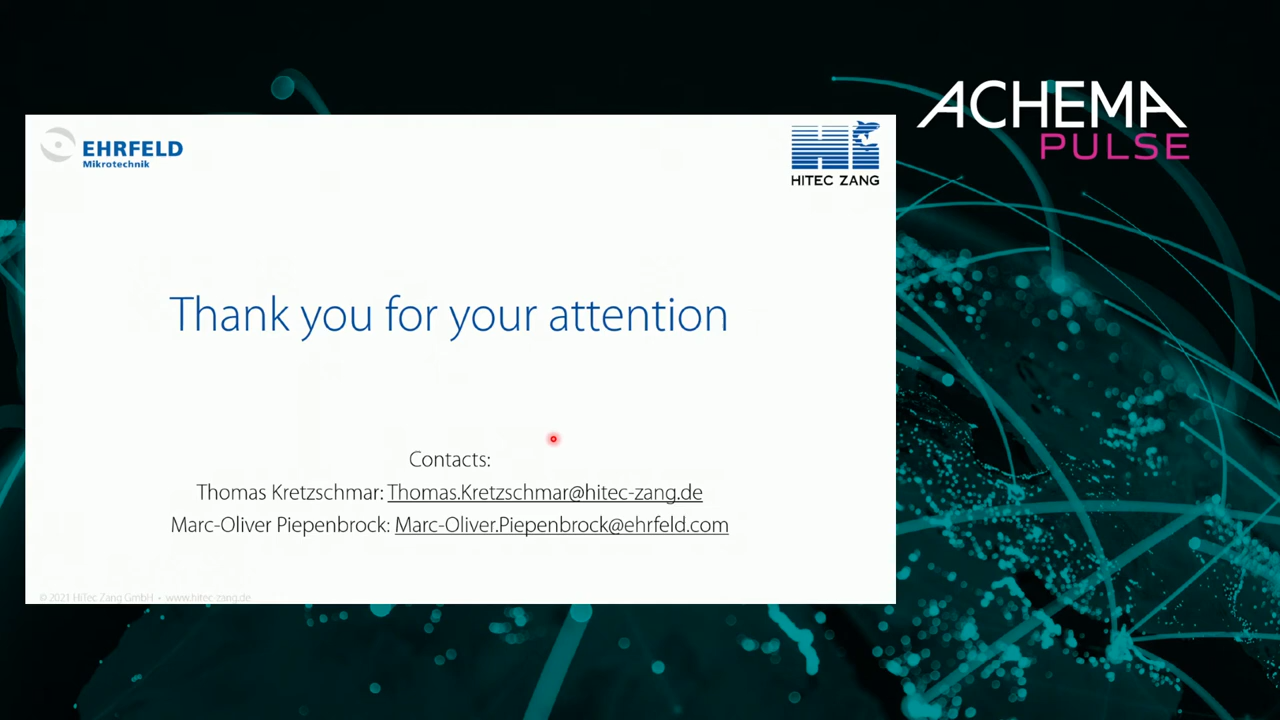 ACHEMA
PULSE
EHRFELD
Mikrotechnik
HITEC ZANG
Thank you for your attention
Contacts:
Thomas Kretzschmar: Thomas.Kretzschmar@hitec-zang.de
Marc-Oliver Piepenbrock: Marc-Oliver.Piepenbrock@ehrfeld.com
© 2021 HiTec Zang GmbH • www.hitec-zang.de